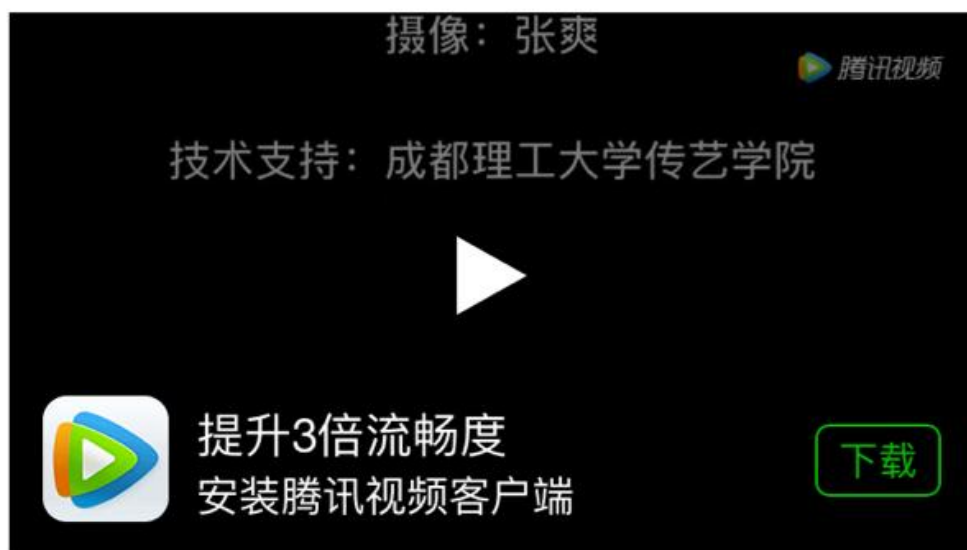 摄像：张爽
腾讯视频
技术支持：成都理工大学传艺学院
提升3倍流畅度
安装腾讯视频客户端
下载